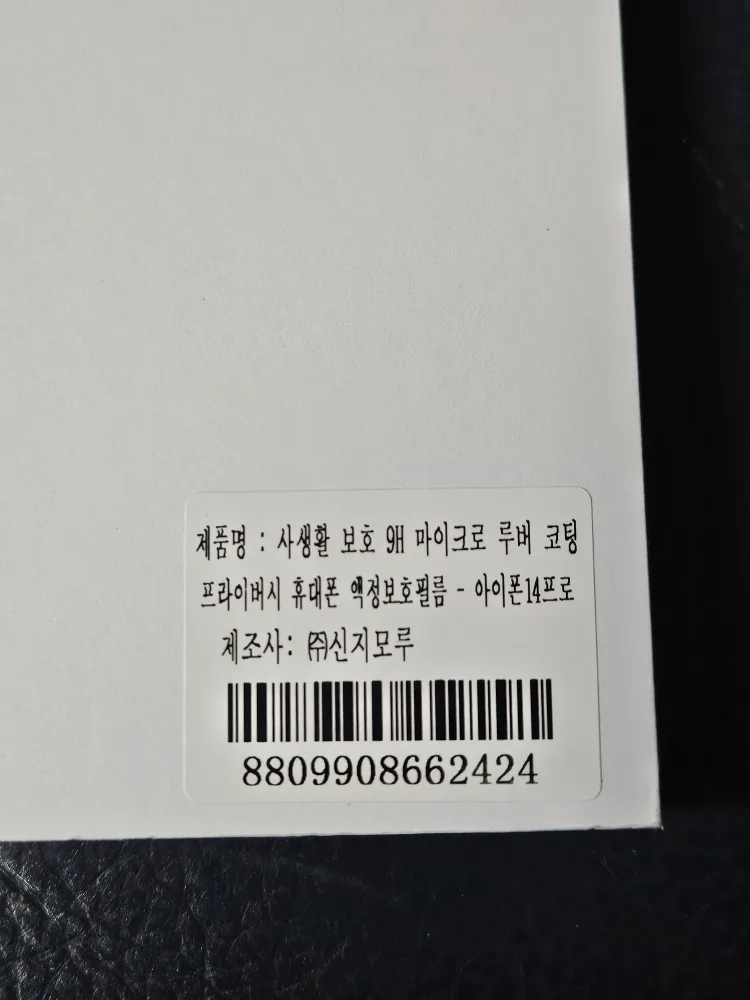 제품명 : 사생활 보호 9H 마이크로 루버 코팅
프라이버시 휴대폰 액정보호필름 - 아이폰14프로
제조사: ㈜신지모루
8809908662424